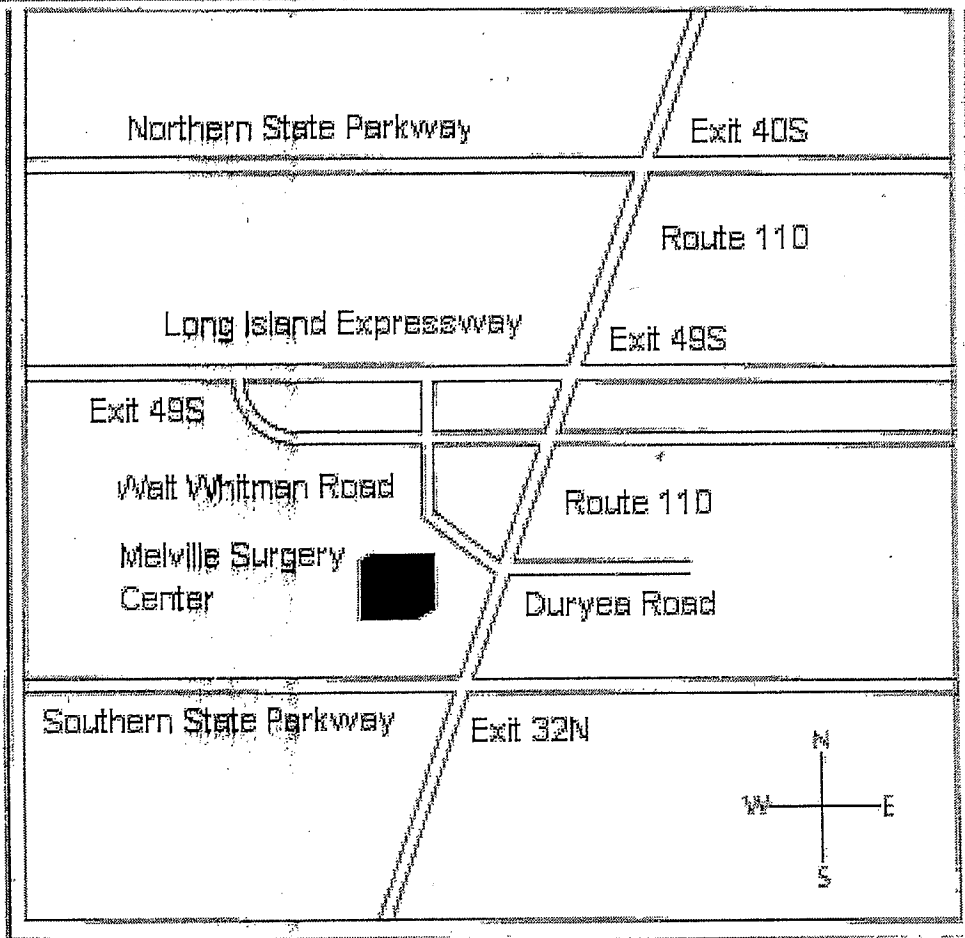 Northern State Parkway
Exit 40S
Route 110
Long Island Expressway
Exit 49S
Exit 49S
Walt Whitman Road
Route 110
Melville Surgery
Center
Duryea Road
Southern State Parkway
Exit 32N
N
W
E
S